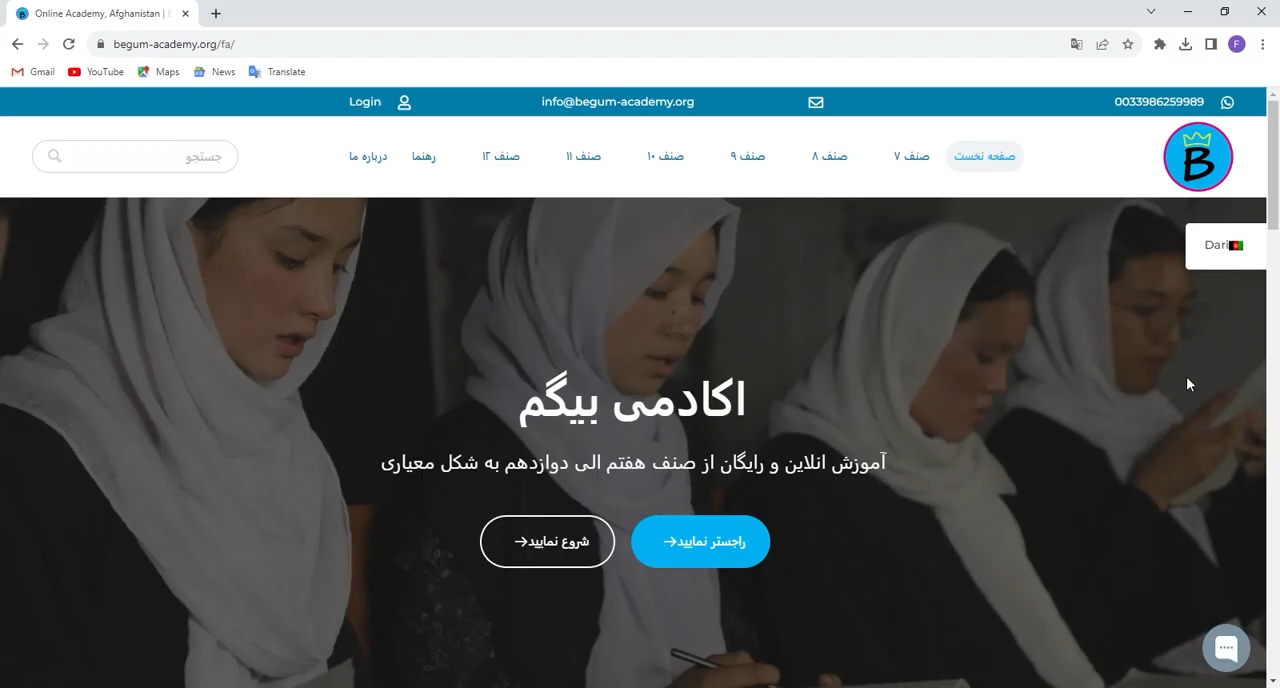 Online Academy, Afghanistan |
begum-academy.org/fa/
F
Gmail
YouTube
Maps
News
Translate
Login
info@begum-academy.org
0033986259989
صفحه نخست
صنف ۷
صنف ۸
صنف ۹
صنف ۱۰
صنف ۱۱
صنف ۱۲
رهنما
درباره ما
جستجو
B
Dari
اکادمی بیگم
آموزش انلاین و رایگان از صنف هفتم الی دوازدهم به شکل معیاری
راجستر نمایید
شروع نمایید